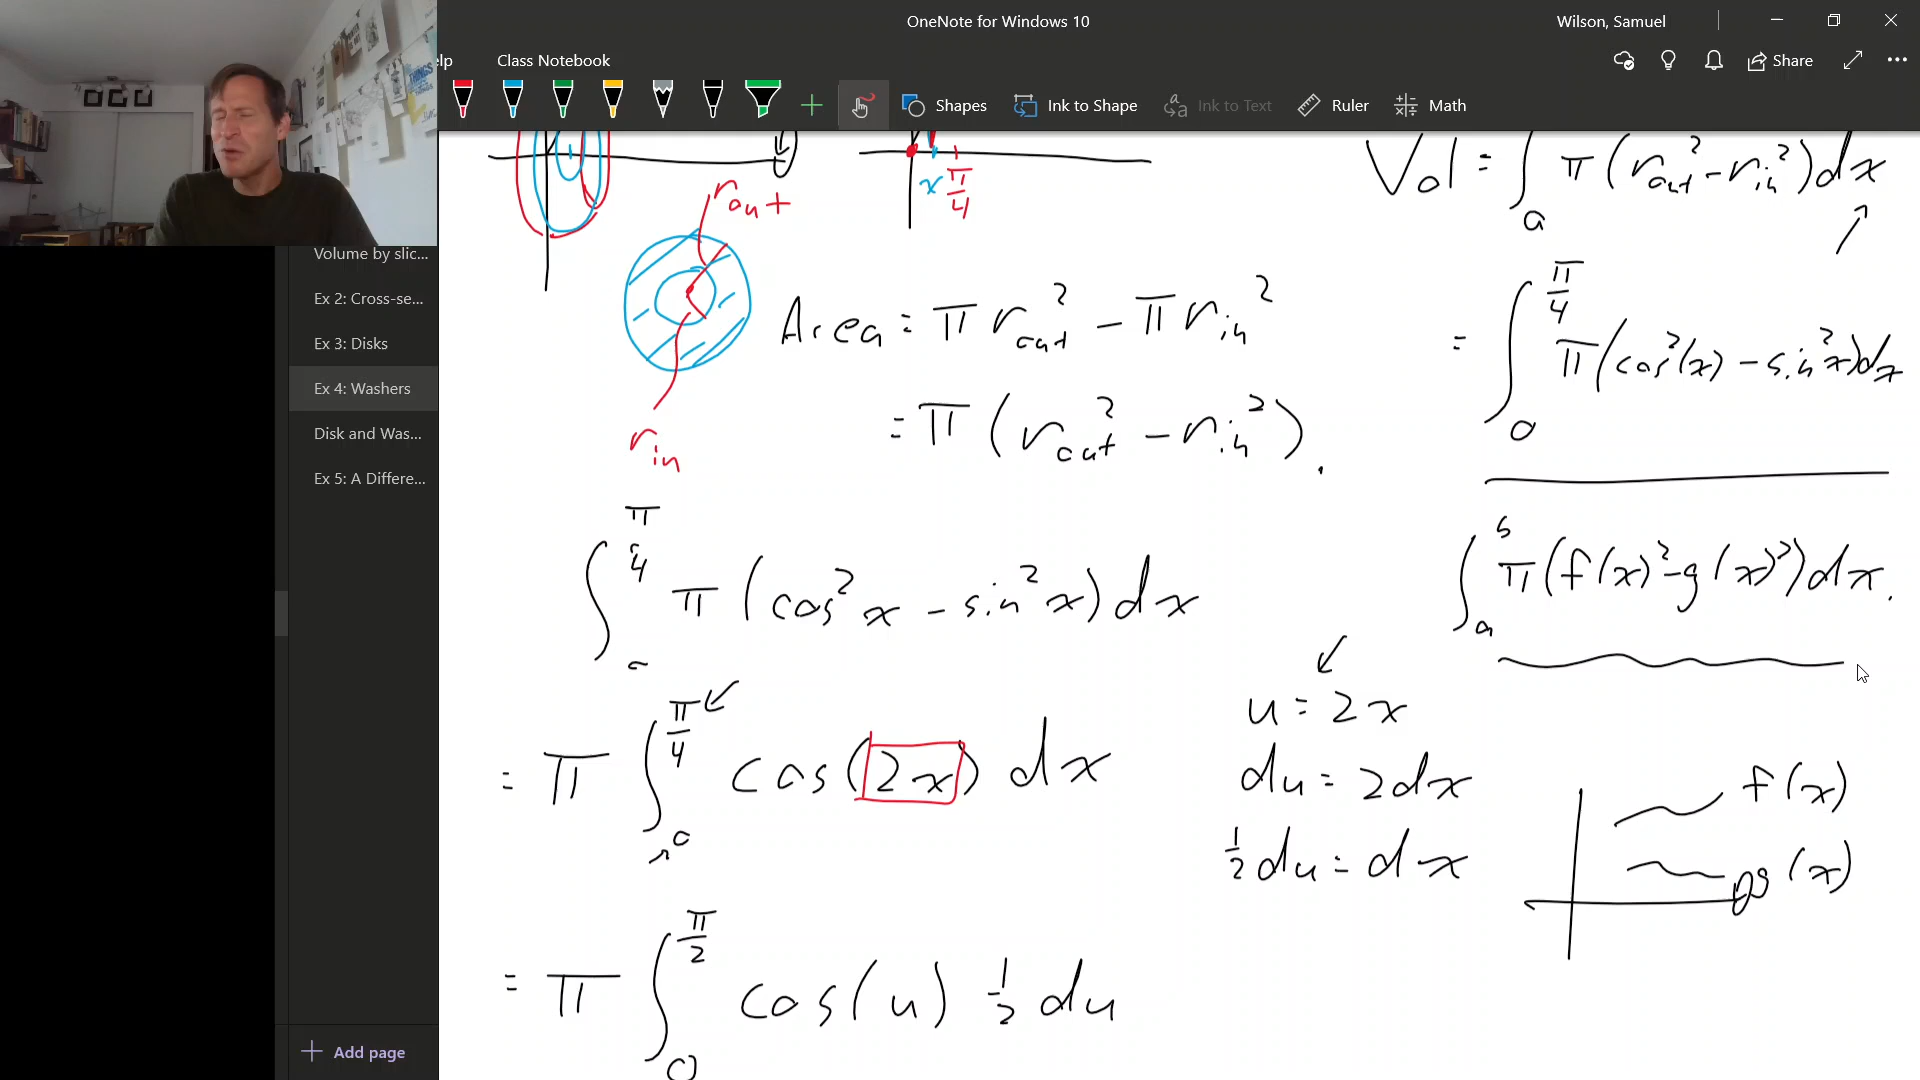 OneNote for Windows 10
Wilson, Samuel
lp Class Notebook
Share
Shapes Ink to Shape Ink to Text Ruler Math
Volume by slic...
Ex 2: Cross-se...
Ex 3: Disks
Ex 4: Washers
Disk and Was...
Ex 5: A Differe...
Add page
x π/4
r_out
r_in
Area = π r_out² − π r_in²
= π (r_out² − r_in²).
Vol = ∫_a π (r_out² − r_in²) dx
= ∫_0^{π/4} π (cos²(x) − sin²x) dx
∫_a^b π (f(x)² − g(x)²) dx.
∫_0^{π/4} π (cos²x − sin²x) dx
= π ∫_0^{π/4} cos(2x) dx
= π ∫_0^{π/2} cos(u) ½ du
u = 2x
du = 2dx
½ du = dx
f(x)
g(x)